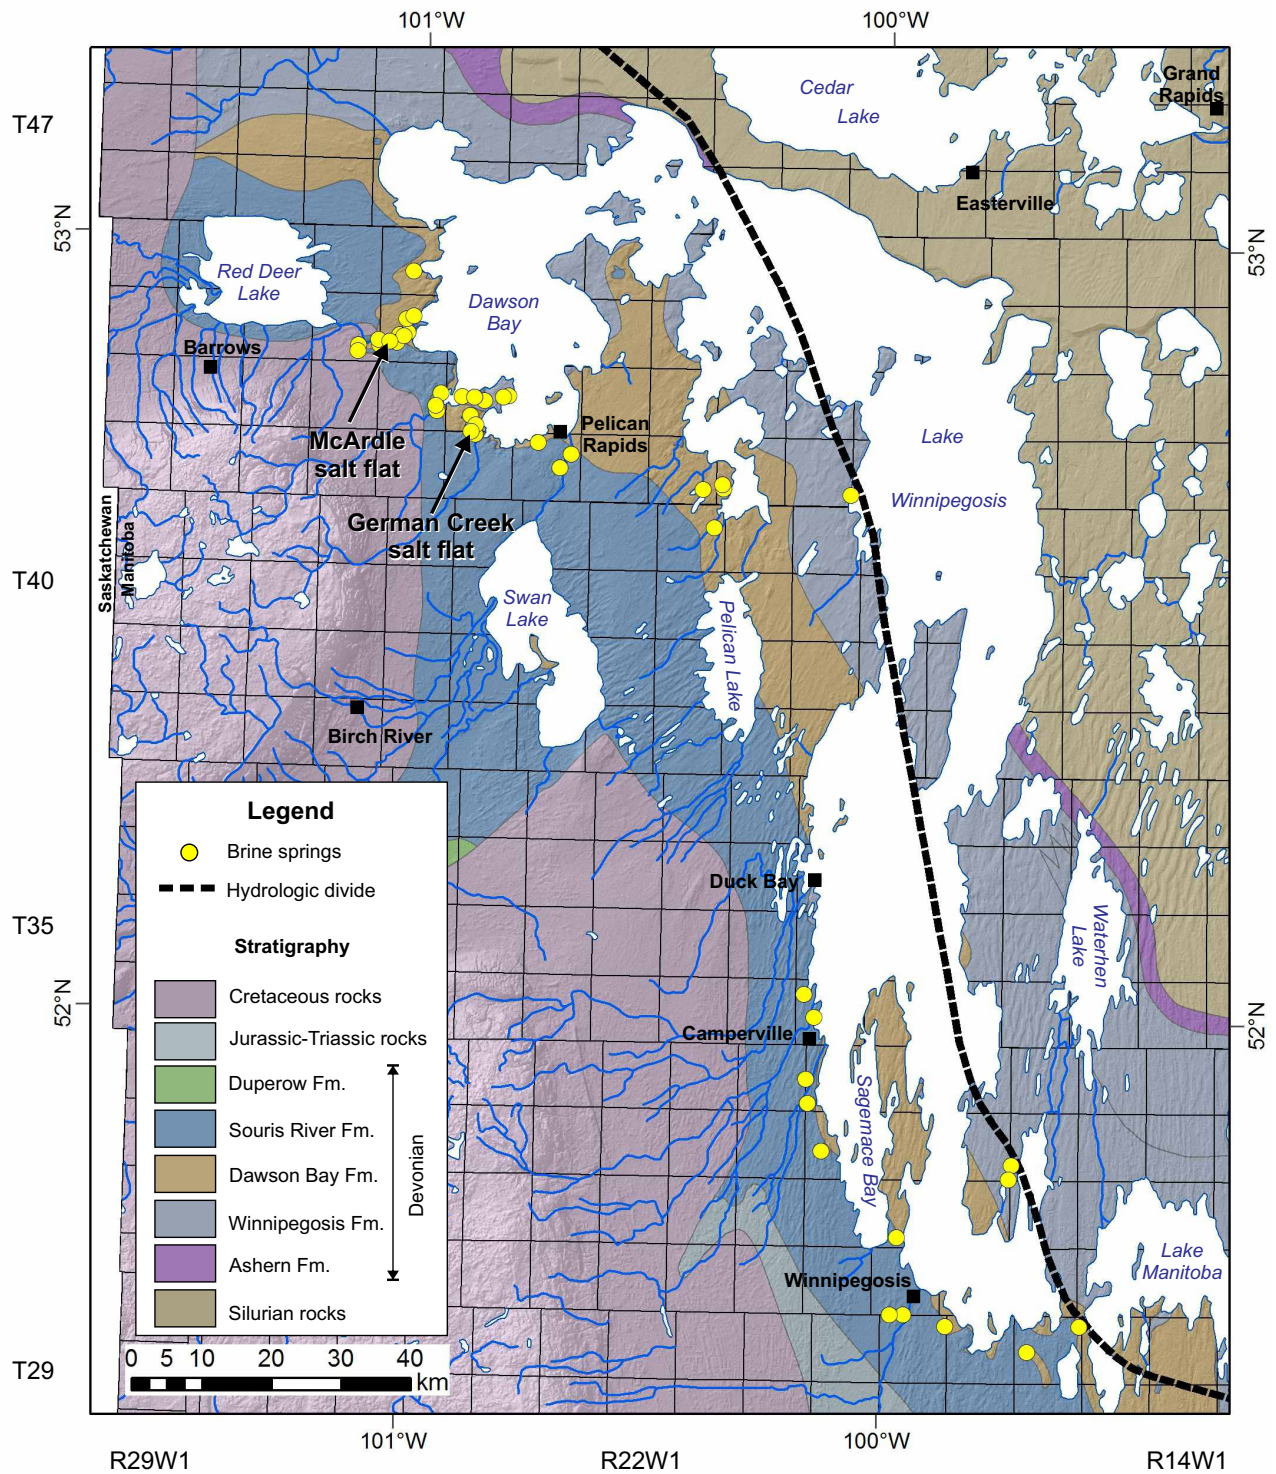 101°W
100°W
Grand
Rapids
Cedar
Lake
T47
Easterville
53°N
53°N
Red Deer
Lake
Dawson
Bay
Barrows
Pelican
Rapids
McArdle
salt flat
Lake
Winnipegosis
German Creek
salt flat
Saskatchewan
Manitoba
T40
Swan
Lake
Pelican Lake
Birch River
Legend
Brine springs
Hydrologic divide
Stratigraphy
Cretaceous rocks
Jurassic-Triassic rocks
Duperow Fm.
Souris River Fm.
Dawson Bay Fm.
Winnipegosis Fm.
Ashern Fm.
Silurian rocks
Devonian
Duck Bay
T35
Waterhen
Lake
52°N
52°N
Camperville
Sagemace Bay
Winnipegosis
Lake
Manitoba
0 5 10 20 30 40
km
T29
101°W
100°W
R29W1
R22W1
R14W1